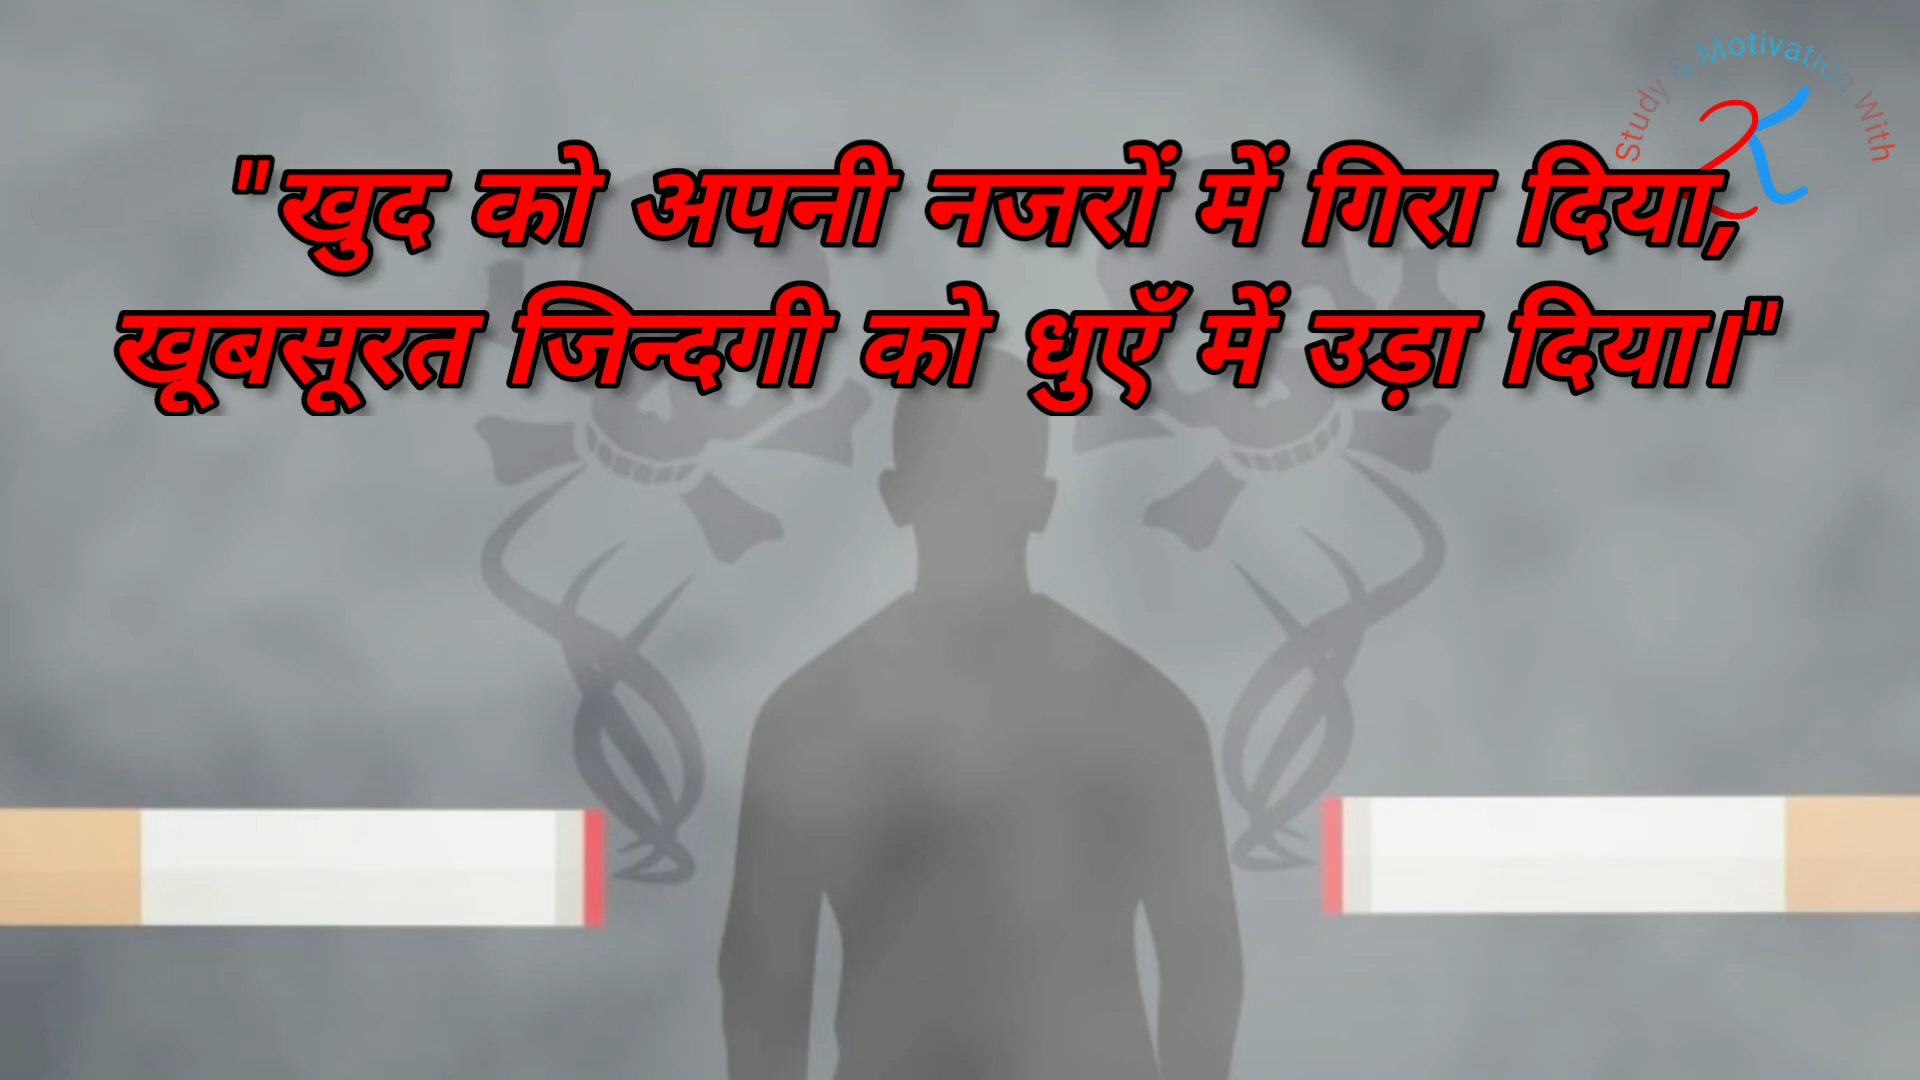 Study & Motivation With
"खुद को अपनी नजरों में गिरा दिया,
खूबसूरत जिन्दगी को धुएँ में उड़ा दिया।"